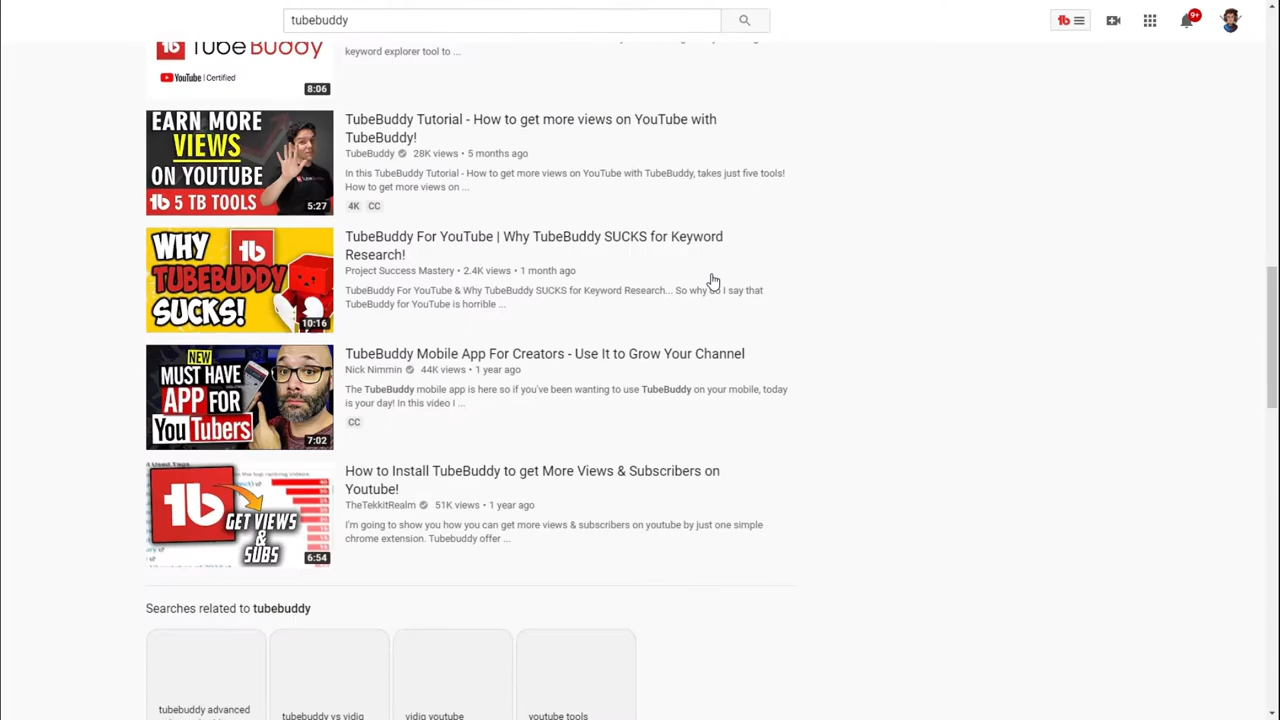 tubebuddy
9+
TubeBuddy
YouTube | Certified
8:06
keyword explorer tool to ...
EARN MORE
VIEWS
ON YOUTUBE
5 TB TOOLS
5:27
TubeBuddy Tutorial - How to get more views on YouTube with
TubeBuddy!
TubeBuddy 28K views • 5 months ago
In this TubeBuddy Tutorial - How to get more views on YouTube with TubeBuddy, takes just five tools!
How to get more views on ...
4K CC
WHY
TUBEBUDDY
SUCKS!
10:16
TubeBuddy For YouTube | Why TubeBuddy SUCKS for Keyword
Research!
Project Success Mastery • 2.4K views • 1 month ago
TubeBuddy For YouTube & Why TubeBuddy SUCKS for Keyword Research... So why do I say that
TubeBuddy for YouTube is horrible ...
NEW
MUST HAVE
APP FOR
YouTubers
7:02
TubeBuddy Mobile App For Creators - Use It to Grow Your Channel
Nick Nimmin 44K views • 1 year ago
The TubeBuddy mobile app is here so if you've been wanting to use TubeBuddy on your mobile, today
is your day! In this video I ...
CC
GET VIEWS
&
SUBS
6:54
How to Install TubeBuddy to get More Views & Subscribers on
Youtube!
TheTekkitRealm 51K views • 1 year ago
I'm going to show you how you can get more views & subscribers on youtube by just one simple
chrome extension. Tubebuddy offer ...
Searches related to tubebuddy
tubebuddy advanced
tubebuddy vs vidiq
vidiq youtube
youtube tools